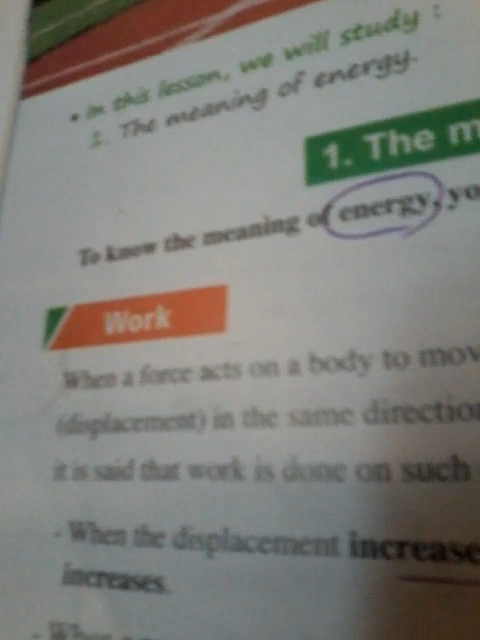 • In this lesson, we will study :
1. The meaning of energy.
1. The m
To know the meaning of energy, yo
Work
When a force acts on a body to mov
(displacement) in the same direction
it is said that work is done on such
- When the displacement increase
increases.
- When